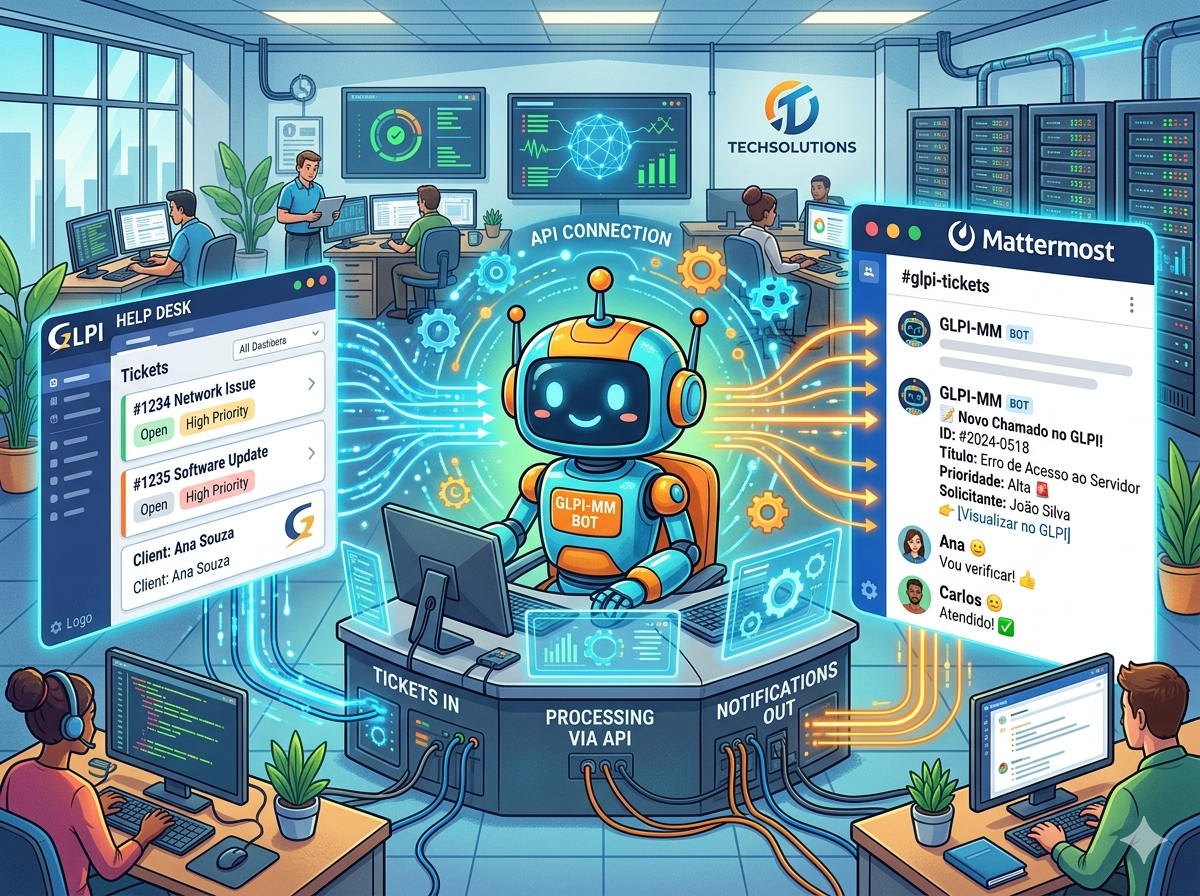 TECHSOLUTIONS
API CONNECTION
GLPI HELP DESK
All Dastbera
Tickets
#1234 Network Issue
Open High Priority
#1235 Software Update
Open High Priority
Client: Ana Souza
Client: Ana Souza
Logo
GLPI-MM
BOT
TICKETS IN
PROCESSING
VIA API
NOTIFICATIONS
OUT
Mattermost
#glpi-tickets
GLPI-MM BOT
GLPI-MM BOT
📝 Novo Chamado no GLPI!
ID: #2024-0518
Título: Erro de Acesso ao Servidor
Prioridade: Alta 🚨
Solicitante: João Silva
👉 [Visualizar no GLPI]
Ana 🙂
Vou verificar! 👍
Carlos 🙂
Atendido! ✅